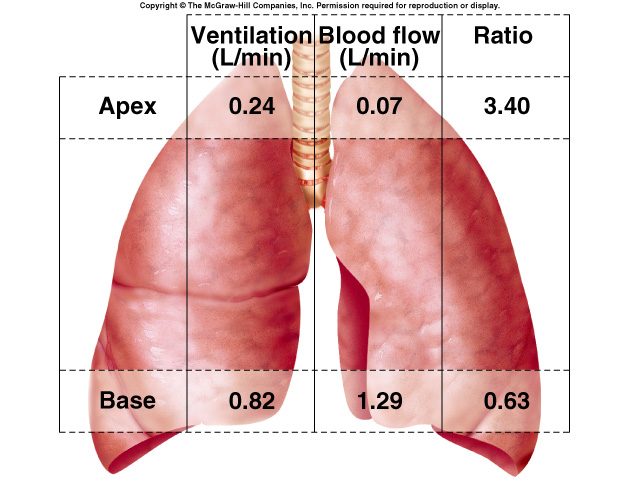 Copyright © The McGraw-Hill Companies, Inc. Permission required for reproduction or display.
Ventilation Blood flow Ratio
(L/min) (L/min)
Apex 0.24 0.07 3.40
Base 0.82 1.29 0.63